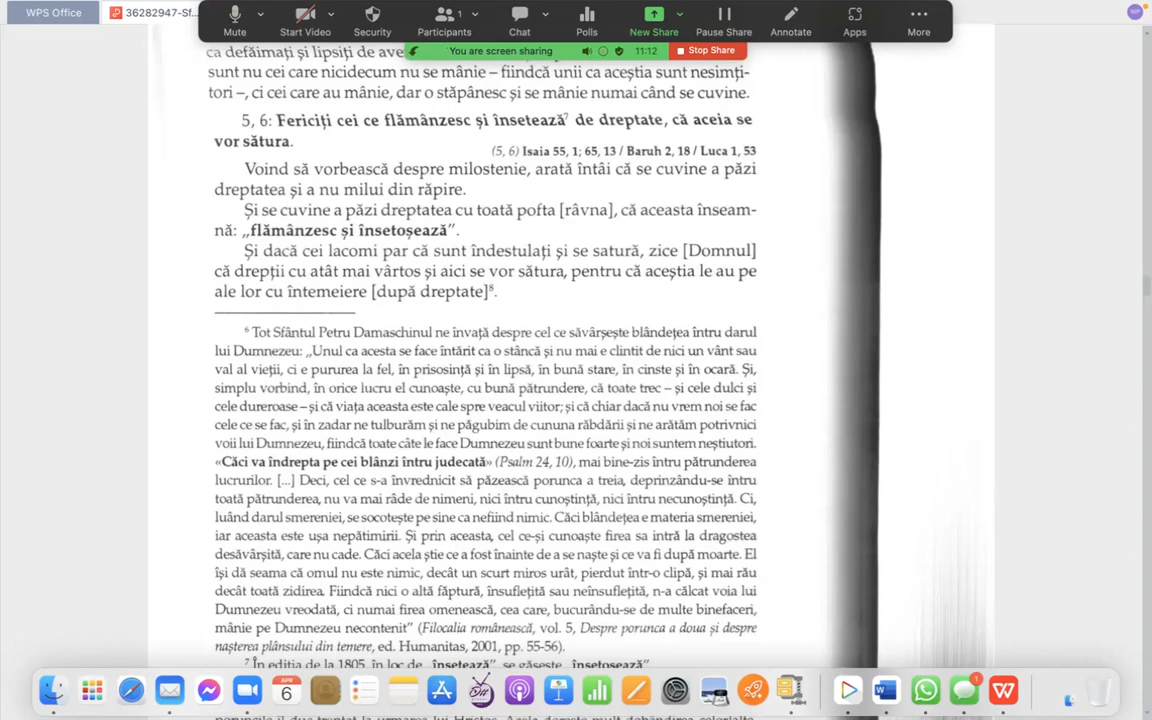 WPS Office
36282947-Sf...
WP
Mute
Start Video
Security
1
Participants
Chat
Polls
New Share
Pause Share
Annotate
Apps
More
You are screen sharing
11:12
Stop Share
ca defăimați și lipsiți de ave
sunt nu cei care nicidecum nu se mânie – fiindcă unii ca aceștia sunt nesimți-
tori –, ci cei care au mânie, dar o stăpânesc și se mânie numai când se cuvine.
5, 6: Fericiți cei ce flămânzesc și însetează⁷ de dreptate, că aceia se
vor sătura.
(5, 6) Isaia 55, 1; 65, 13 / Baruh 2, 18 / Luca 1, 53
Voind să vorbească despre milostenie, arată întâi că se cuvine a păzi
dreptatea și a nu milui din răpire.
Și se cuvine a păzi dreptatea cu toată pofta [râvna], că aceasta înseam-
nă: „flămânzesc și însetoșează”.
Și dacă cei lacomi par că sunt îndestulați și se satură, zice [Domnul]
că drepții cu atât mai vârtos și aici se vor sătura, pentru că aceștia le au pe
ale lor cu întemeiere [după dreptate]⁸.
⁶ Tot Sfântul Petru Damaschinul ne învață despre cel ce săvârșește blândețea întru darul
lui Dumnezeu: „Unul ca acesta se face întărit ca o stâncă și nu mai e clintit de nici un vânt sau
val al vieții, ci e pururea la fel, în prisosință și în lipsă, în bună stare, în cinste și în ocară. Și,
simplu vorbind, în orice lucru el cunoaște, cu bună pătrundere, că toate trec – și cele dulci și
cele dureroase – și că viața aceasta este cale spre veacul viitor; și că chiar dacă nu vrem noi se fac
cele ce se fac, și în zadar ne tulburăm și ne păgubim de cununa răbdării și ne arătăm potrivnici
voii lui Dumnezeu, fiindcă toate câte le face Dumnezeu sunt bune foarte și noi suntem neștiutori.
«Căci va îndrepta pe cei blânzi întru judecată» (Psalm 24, 10), mai bine-zis întru pătrunderea
lucrurilor. [...] Deci, cel ce s-a învrednicit să păzească porunca a treia, deprinzându-se întru
toată pătrunderea, nu va mai râde de nimeni, nici întru cunoștință, nici întru necunoștință. Ci,
luând darul smereniei, se socotește pe sine ca nefiind nimic. Căci blândețea e materia smereniei,
iar aceasta este ușa nepătimirii. Și prin aceasta, cel ce-și cunoaște firea sa intră la dragostea
desăvârșită, care nu cade. Căci acela știe ce a fost înainte de a se naște și ce va fi după moarte. El
își dă seama că omul nu este nimic, decât un scurt miros urât, pierdut într-o clipă, și mai rău
decât toată zidirea. Fiindcă nici o altă făptură, însuflețită sau neînsuflețită, n-a călcat voia lui
Dumnezeu vreodată, ci numai firea omenească, cea care, bucurându-se de multe binefaceri,
mânie pe Dumnezeu necontenit” (Filocalia românească, vol. 5, Despre porunca a doua și despre
nașterea plânsului din temere, ed. Humanitas, 2001, pp. 55-56).
⁷ În ediția de la 1805, în loc de „însetează”, se găsește „însetoșează”.
APR
6
1